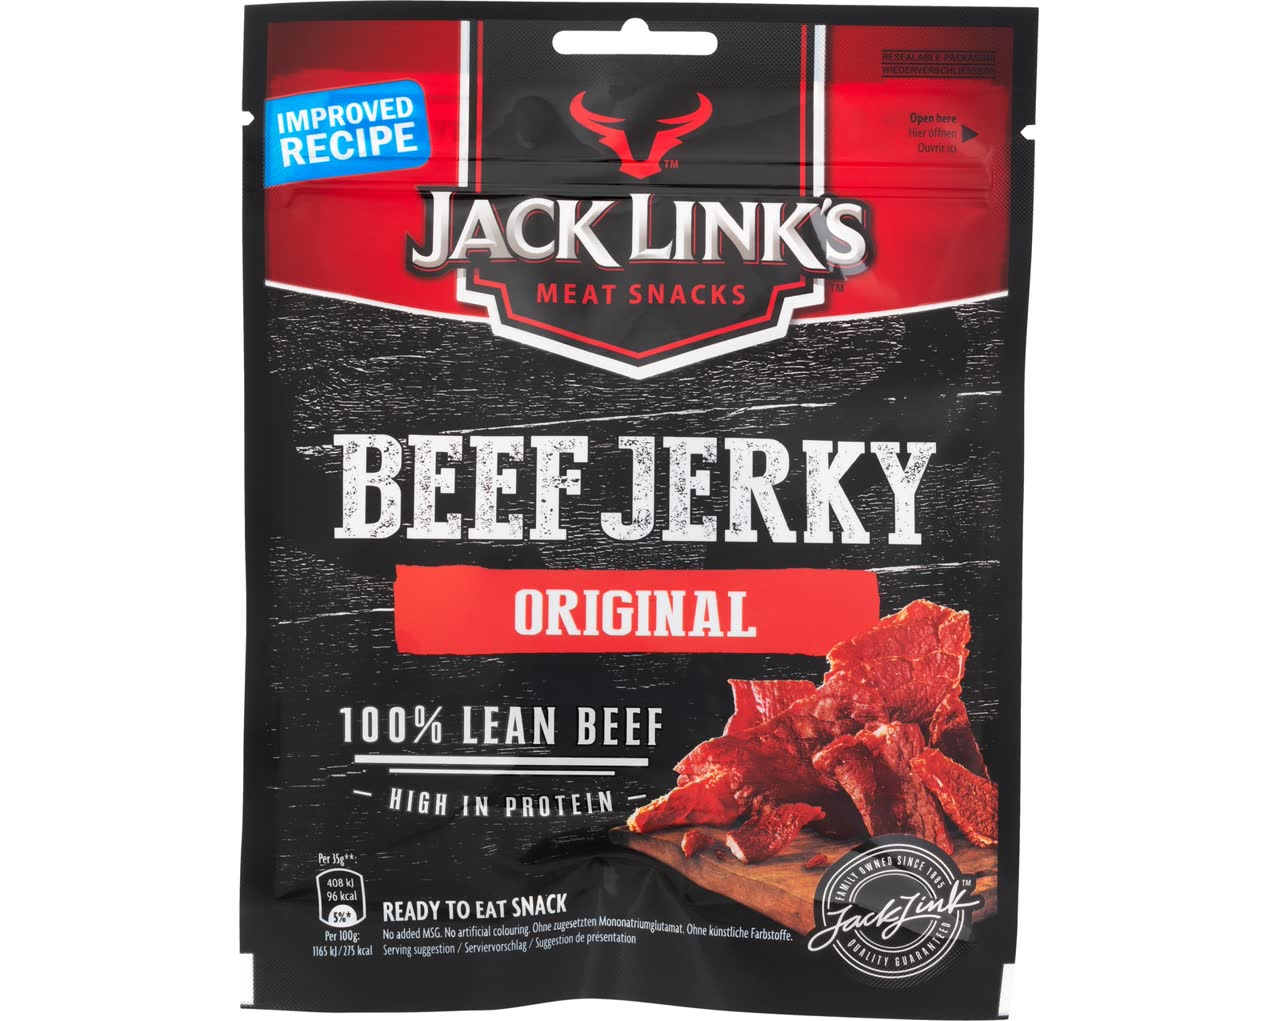 RESEALABLE PACKAGING
WIEDERVERSCHLIESSBAR
IMPROVED
RECIPE
Open here
Hier öffnen
Ouvrir ici
TM
JACK LINK'S
TM
MEAT SNACKS
BEEF JERKY
ORIGINAL
100% LEAN BEEF
– HIGH IN PROTEIN –
Per 35g**:
408 kJ
96 kcal
5%*
Per 100g:
1165 kJ/275 kcal
READY TO EAT SNACK
No added MSG. No artificial colouring. Ohne zugesetzten Mononatriumglutamat. Ohne künstliche Farbstoffe.
Serving suggestion / Serviervorschlag / Suggestion de présentation
FAMILY OWNED SINCE 1885
Jack Link
TM
QUALITY GUARANTEED